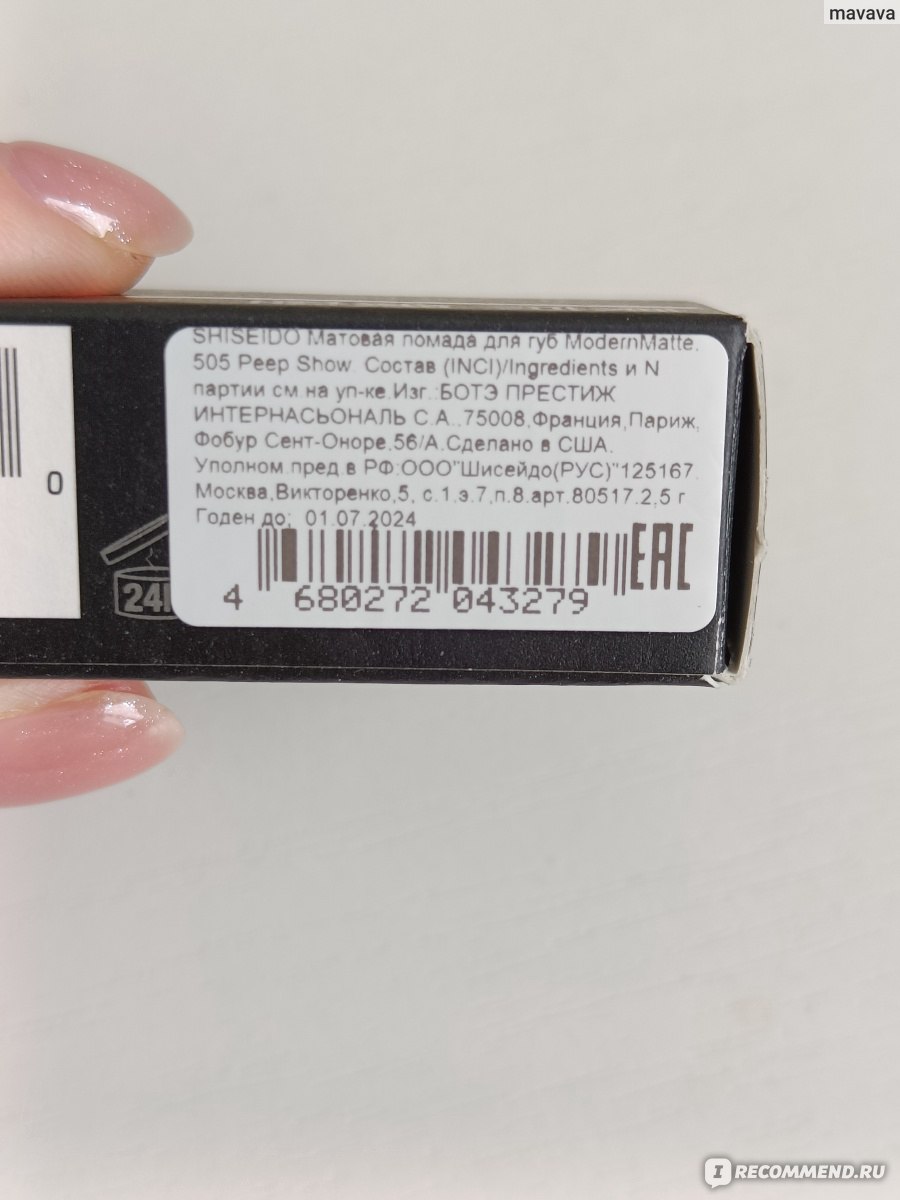 mavava
SHISEIDO Матовая помада для губ ModernMatte.
505 Peep Show. Состав (INCI)/Ingredients и N
партии см.на уп-ке.Изг.:БОТЭ ПРЕСТИЖ
ИНТЕРНАСЬОНАЛЬ С.А.,75008,Франция,Париж,
Фобур Сент-Оноре,56/А.Сделано в США.
Уполном.пред.в РФ:ООО"Шисейдо(РУС)"125167,
Москва,Викторенко,5, с.1,э.7,п.8.арт.80517.2,5 г
Годен до: 01.07.2024
0
24
EAC
4 680272 043279
IRECOMMEND.RU